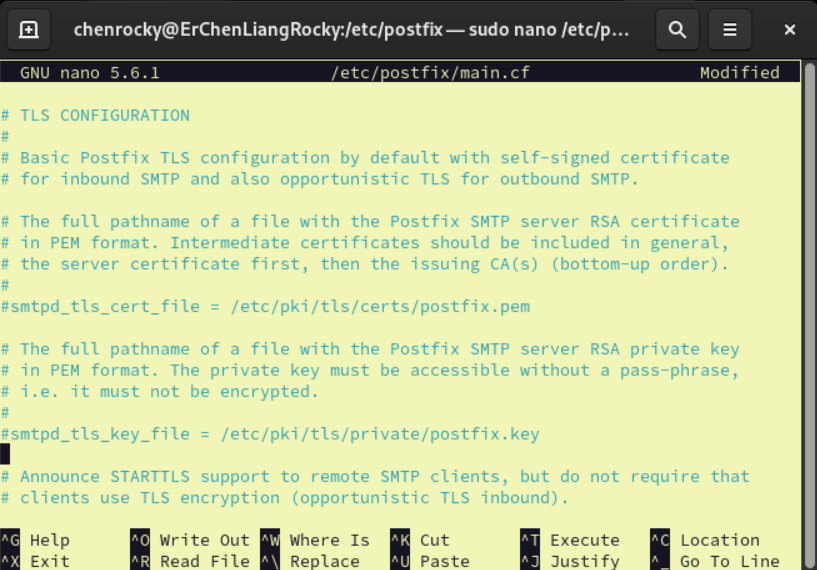 chenrocky@ErChenLiangRocky:/etc/postfix — sudo nano /etc/p...
GNU nano 5.6.1 /etc/postfix/main.cf Modified
# TLS CONFIGURATION
#
# Basic Postfix TLS configuration by default with self-signed certificate
# for inbound SMTP and also opportunistic TLS for outbound SMTP.
# The full pathname of a file with the Postfix SMTP server RSA certificate
# in PEM format. Intermediate certificates should be included in general,
# the server certificate first, then the issuing CA(s) (bottom-up order).
#
#smtpd_tls_cert_file = /etc/pki/tls/certs/postfix.pem
# The full pathname of a file with the Postfix SMTP server RSA private key
# in PEM format. The private key must be accessible without a pass-phrase,
# i.e. it must not be encrypted.
#
#smtpd_tls_key_file = /etc/pki/tls/private/postfix.key
# Announce STARTTLS support to remote SMTP clients, but do not require that
# clients use TLS encryption (opportunistic TLS inbound).
^G Help ^O Write Out ^W Where Is ^K Cut ^T Execute ^C Location
^X Exit ^R Read File ^\ Replace ^U Paste ^J Justify ^_ Go To Line